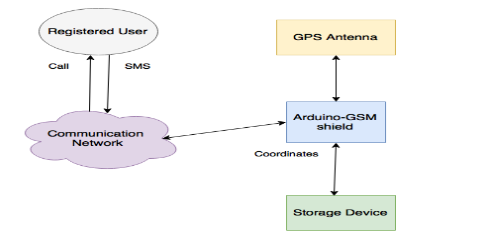 Registered User
GPS Antenna
Call
SMS
Arduino-GSM
shield
Communication
Network
Coordinates
Storage Device